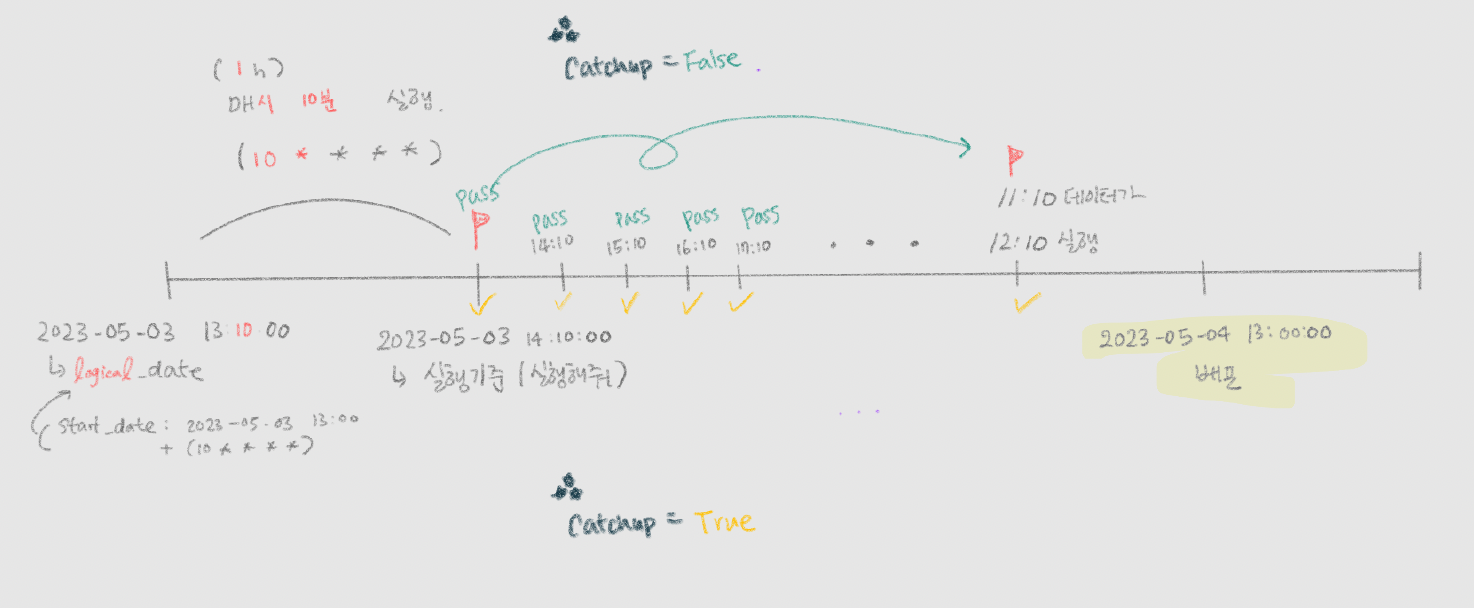 Catchup = False.
(1h)
매시 10분 실행.
(10 * * * *)
pass
pass
pass
pass
pass
14:10
15:10
16:10
17:10
11:10 데이터가
12:10 실행
2023-05-03 13:10:00
↳ logical_date
start_date: 2023-05-03 13:00
+ (10 * * * *)
2023-05-03 14:10:00
↳ 실행기준 (실행해줘!)
2023-05-04 13:00:00
배포
Catchup = True